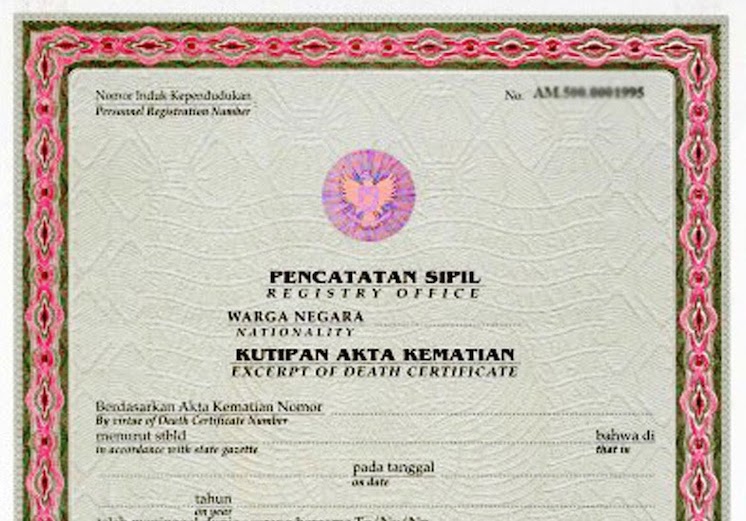 Nomor Induk Kependudukan
Personnel Registration Number
No. AM.500.0001995
PENCATATAN SIPIL
REGISTRY OFFICE
WARGA NEGARA
NATIONALITY
KUTIPAN AKTA KEMATIAN
EXCERPT OF DEATH CERTIFICATE
Berdasarkan Akta Kematian Nomor
By virtue of Death Certificate Number
menurut stbld bahwa di
in accordance with state gazette that in
pada tanggal
on date
tahun
on year